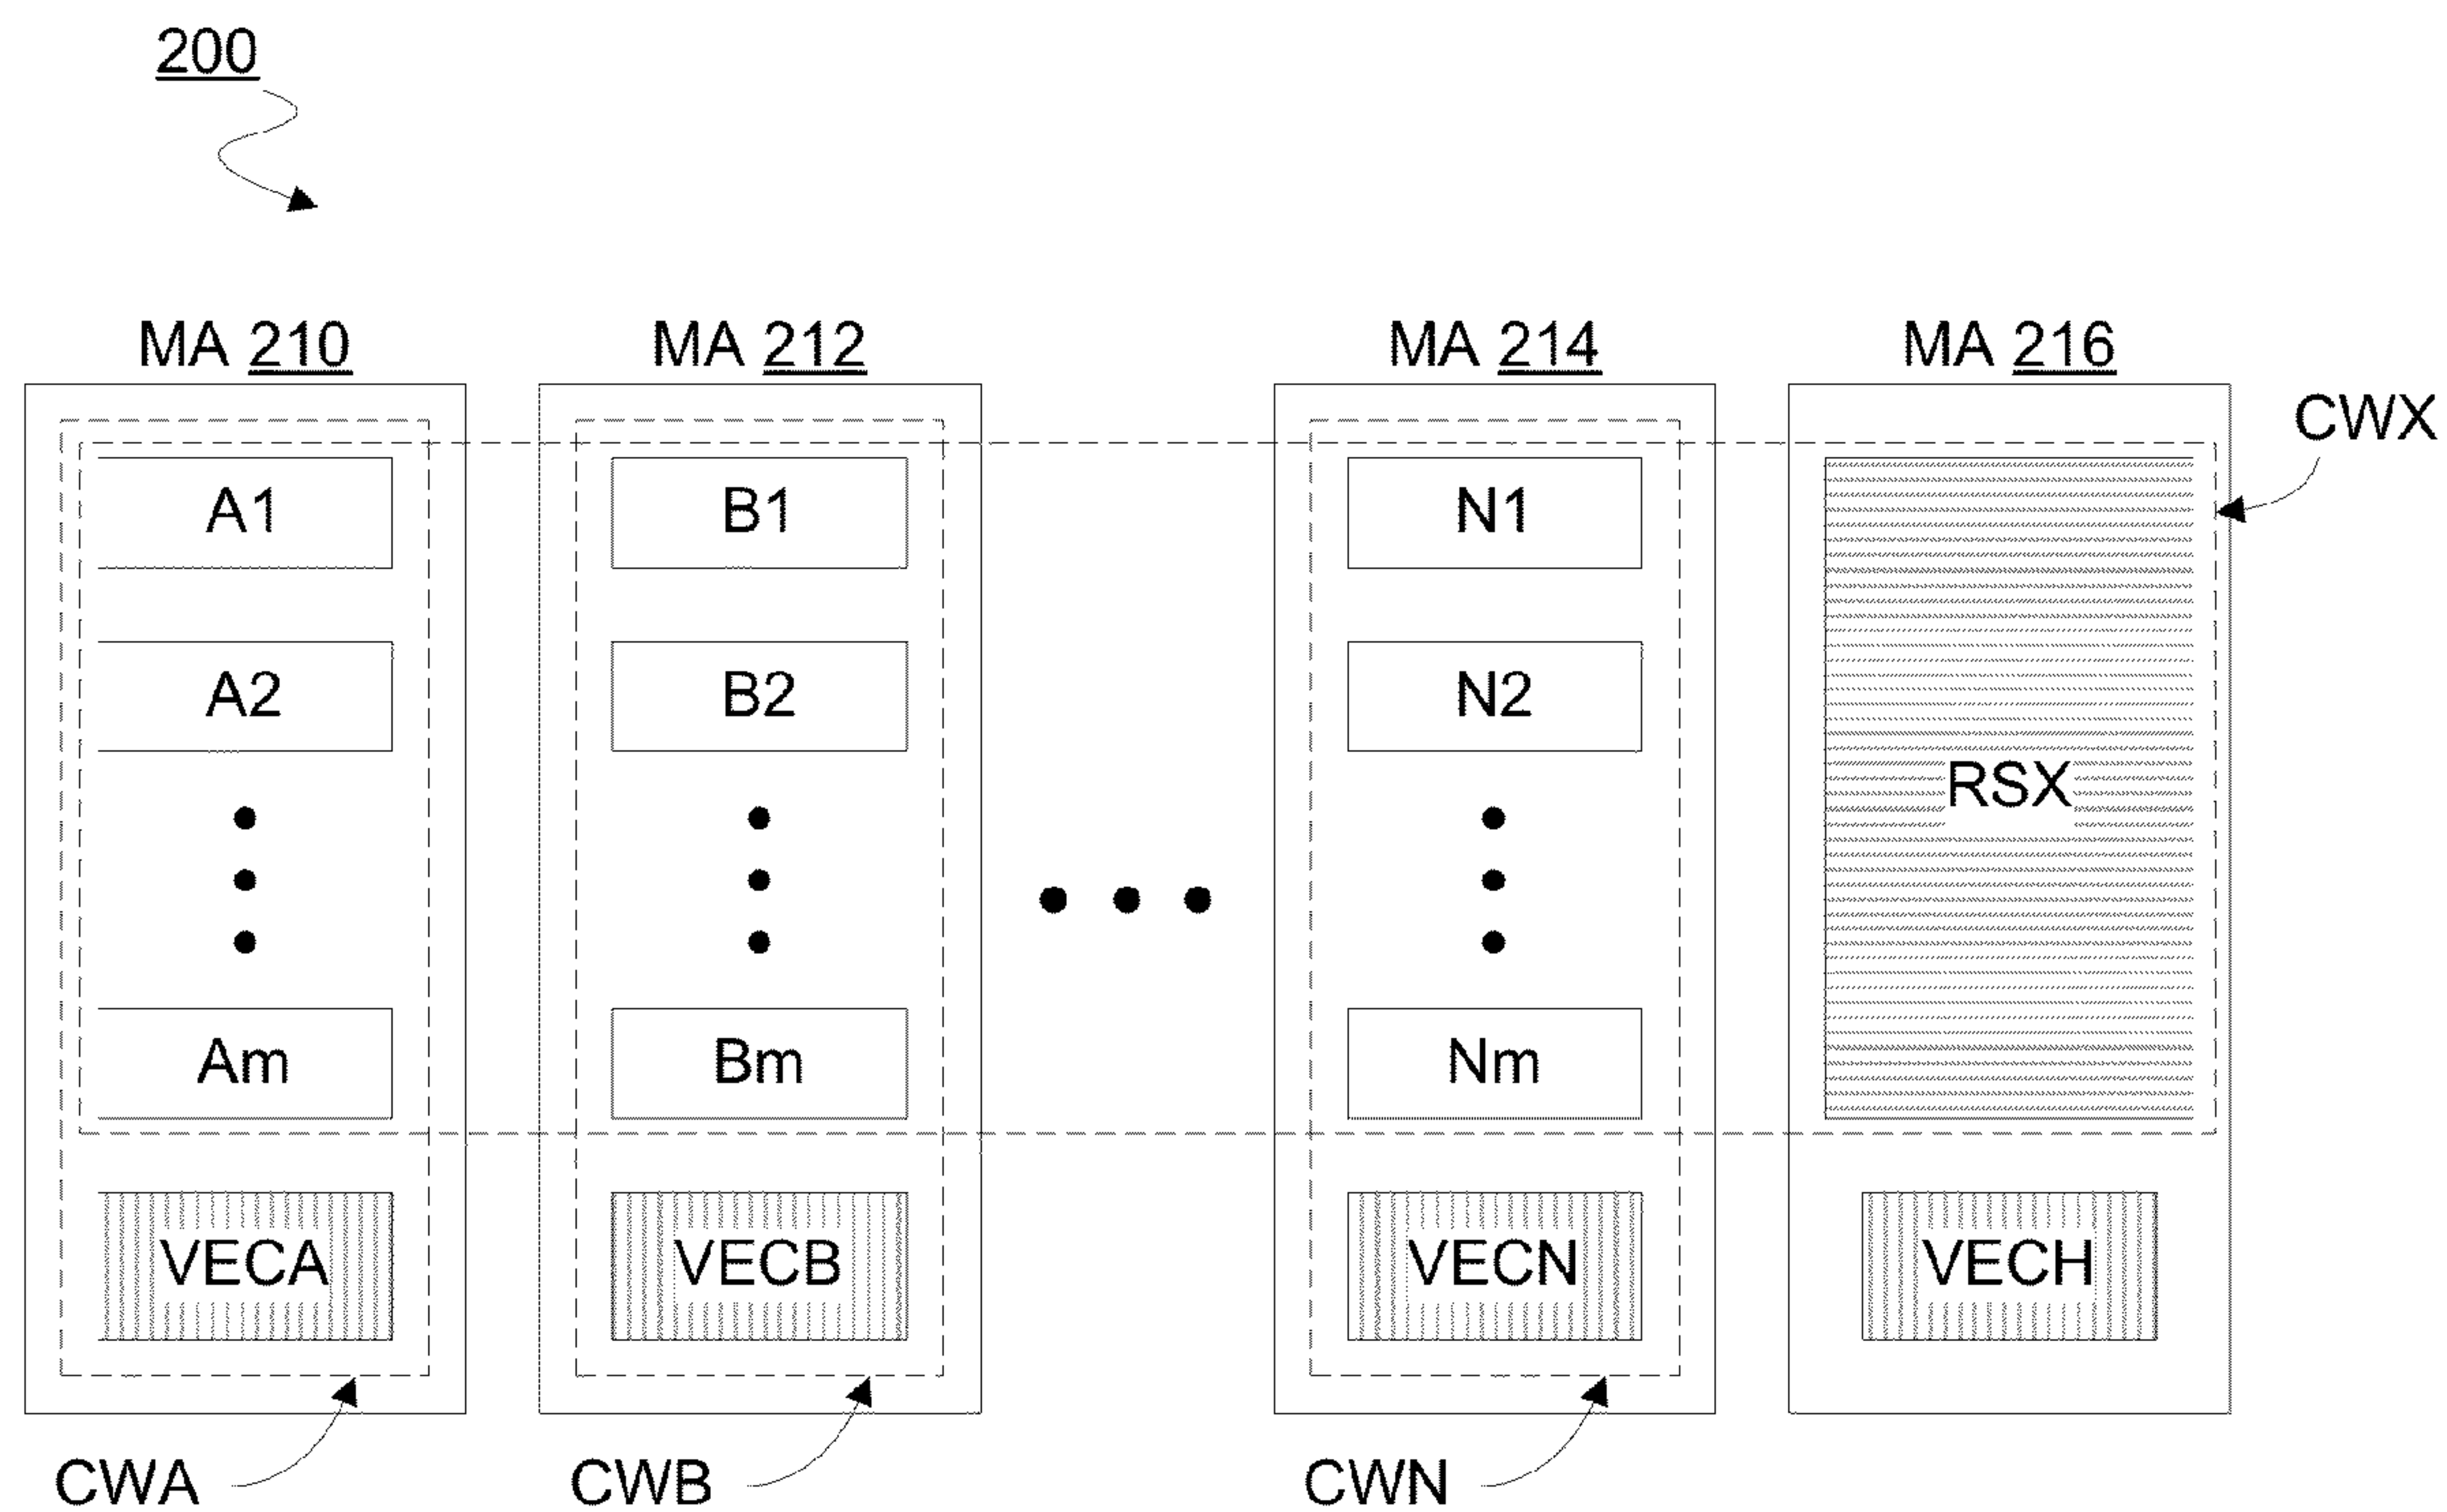 200
MA 210 MA 212 MA 214 MA 216
CWX
A1 B1 N1
A2 B2 N2
RSX
Am Bm Nm
VECA VECB VECN VECH
CWA CWB CWN